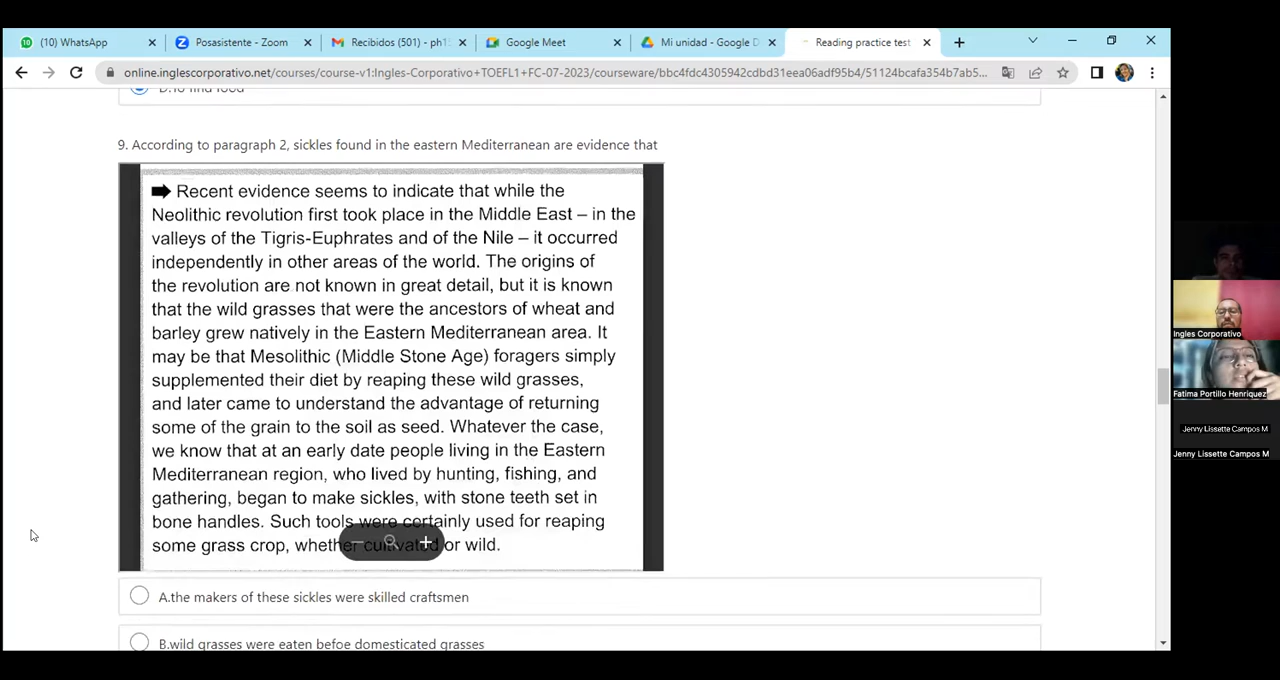 (10) WhatsApp
Posasistente - Zoom
Recibidos (501) - ph1
Google Meet
Mi unidad - Google D
Reading practice test
online.inglescorporativo.net/courses/course-v1:Ingles-Corporativo+TOEFL1+FC-07-2023/courseware/bbc4fdc4305942cdbd31eea06adf95b4/51124bcafa354b7ab5...
D.To find food
9. According to paragraph 2, sickles found in the eastern Mediterranean are evidence that
Recent evidence seems to indicate that while the
Neolithic revolution first took place in the Middle East – in the
valleys of the Tigris-Euphrates and of the Nile – it occurred
independently in other areas of the world. The origins of
the revolution are not known in great detail, but it is known
that the wild grasses that were the ancestors of wheat and
barley grew natively in the Eastern Mediterranean area. It
may be that Mesolithic (Middle Stone Age) foragers simply
supplemented their diet by reaping these wild grasses,
and later came to understand the advantage of returning
some of the grain to the soil as seed. Whatever the case,
we know that at an early date people living in the Eastern
Mediterranean region, who lived by hunting, fishing, and
gathering, began to make sickles, with stone teeth set in
bone handles. Such tools were certainly used for reaping
some grass crop, whether cultivated or wild.
A.the makers of these sickles were skilled craftsmen
B.wild grasses were eaten befoe domesticated grasses
Ingles Corporativo
Fatima Portillo Henriquez
Jenny Lissette Campos M
Jenny Lissette Campos M